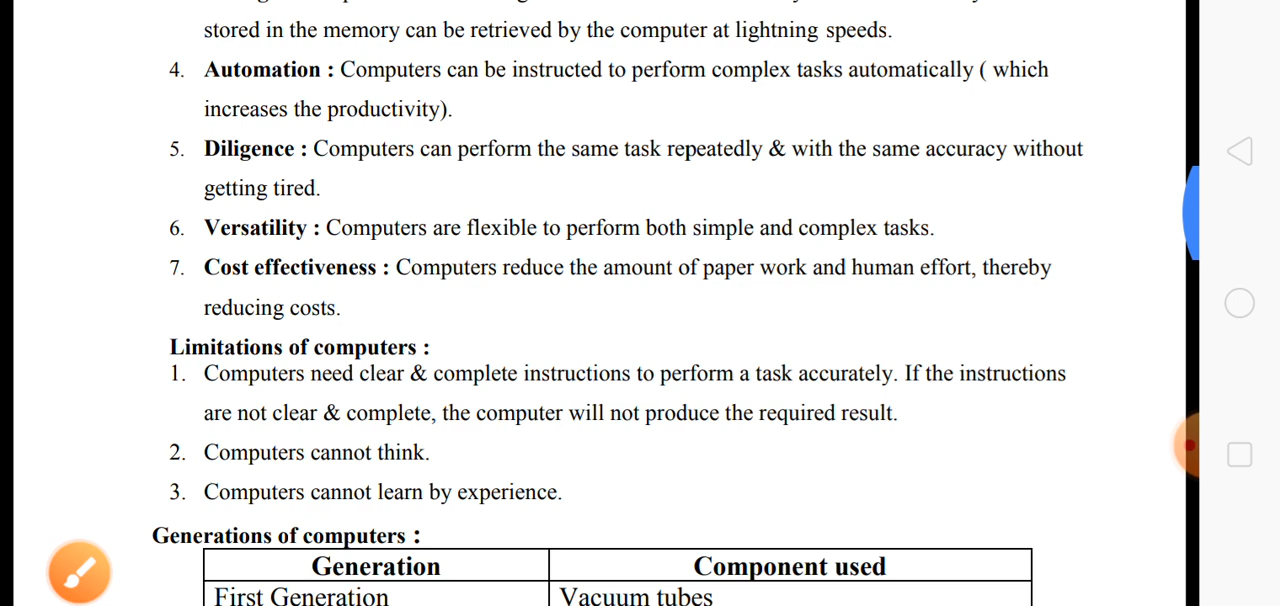 stored in the memory can be retrieved by the computer at lightning speeds.
4. Automation : Computers can be instructed to perform complex tasks automatically ( which
increases the productivity).
5. Diligence : Computers can perform the same task repeatedly & with the same accuracy without
getting tired.
6. Versatility : Computers are flexible to perform both simple and complex tasks.
7. Cost effectiveness : Computers reduce the amount of paper work and human effort, thereby
reducing costs.
Limitations of computers :
1. Computers need clear & complete instructions to perform a task accurately. If the instructions
are not clear & complete, the computer will not produce the required result.
2. Computers cannot think.
3. Computers cannot learn by experience.
Generations of computers :
Generation Component used
First Generation Vacuum tubes